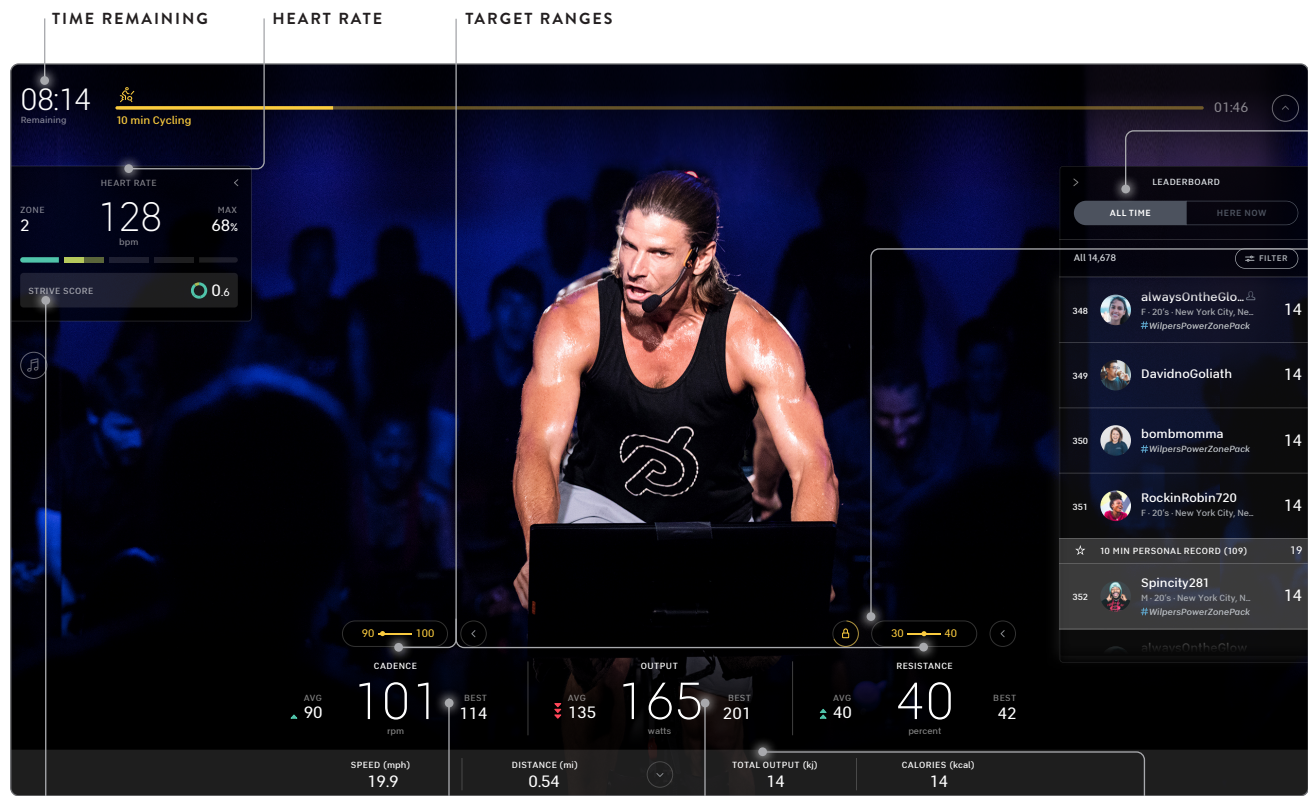 TIME REMAINING
HEART RATE
TARGET RANGES
08:14
Remaining
10 min Cycling
01:46
HEART RATE
ZONE
2
128
bpm
MAX
68%
STRIVE SCORE
0.6
LEADERBOARD
ALL TIME
HERE NOW
All 14,678
FILTER
348
alwaysOntheGlo...
F · 20's · New York City, Ne...
#WilpersPowerZonePack
14
349
DavidnoGoliath
14
350
bombmomma
#WilpersPowerZonePack
14
351
RockinRobin720
F · 20's · New York City, Ne...
14
10 MIN PERSONAL RECORD (109)
19
352
Spincity281
M · 20's · New York City, N...
#WilpersPowerZonePack
14
alwaysOntheGlow
90
100
30
40
CADENCE
AVG
90
101
rpm
BEST
114
OUTPUT
AVG
135
165
watts
BEST
201
RESISTANCE
AVG
40
40
percent
BEST
42
SPEED (mph)
19.9
DISTANCE (mi)
0.54
TOTAL OUTPUT (kj)
14
CALORIES (kcal)
14